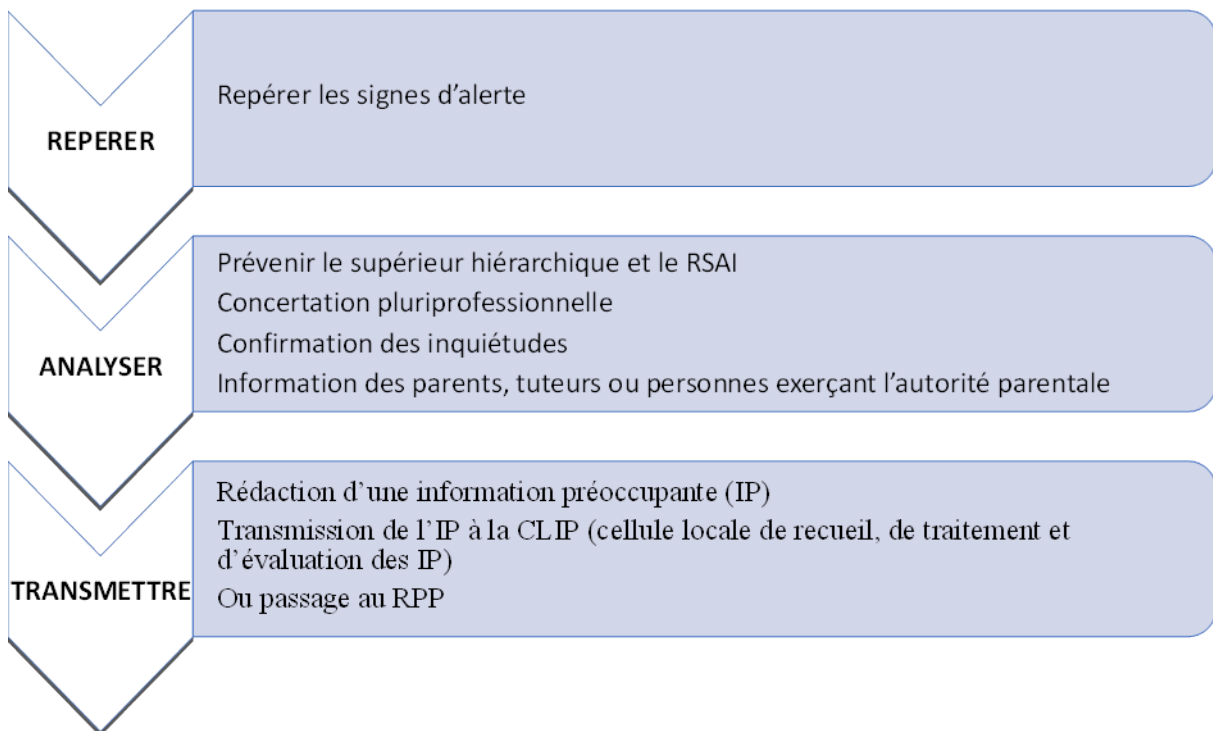 REPERER
Repérer les signes d’alerte
ANALYSER
Prévenir le supérieur hiérarchique et le RSAI
Concertation pluriprofessionnelle
Confirmation des inquiétudes
Information des parents, tuteurs ou personnes exerçant l’autorité parentale
TRANSMETTRE
Rédaction d’une information préoccupante (IP)
Transmission de l’IP à la CLIP (cellule locale de recueil, de traitement et
d’évaluation des IP)
Ou passage au RPP